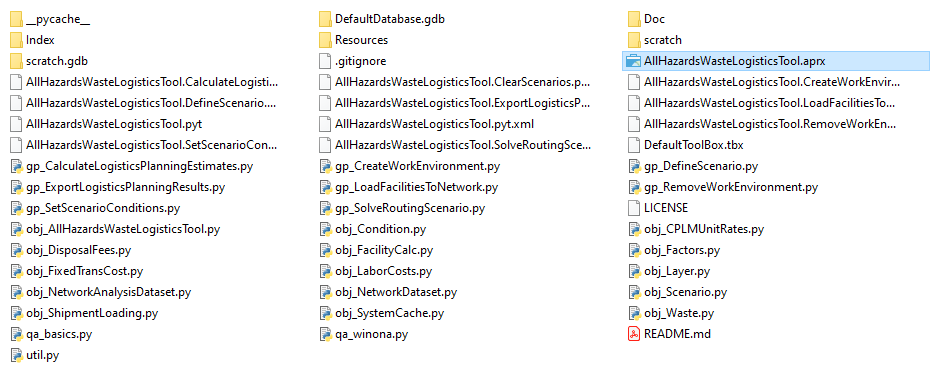 __pycache__
DefaultDatabase.gdb
Doc
Index
Resources
scratch
scratch.gdb
.gitignore
AllHazardsWasteLogisticsTool.aprx
AllHazardsWasteLogisticsTool.CalculateLogisti...
AllHazardsWasteLogisticsTool.ClearScenarios.p...
AllHazardsWasteLogisticsTool.CreateWorkEnvir...
AllHazardsWasteLogisticsTool.DefineScenario....
AllHazardsWasteLogisticsTool.ExportLogisticsP...
AllHazardsWasteLogisticsTool.LoadFacilitiesTo...
AllHazardsWasteLogisticsTool.pyt
AllHazardsWasteLogisticsTool.pyt.xml
AllHazardsWasteLogisticsTool.RemoveWorkEn...
AllHazardsWasteLogisticsTool.SetScenarioCon...
AllHazardsWasteLogisticsTool.SolveRoutingSce...
DefaultToolBox.tbx
gp_CalculateLogisticsPlanningEstimates.py
gp_CreateWorkEnvironment.py
gp_DefineScenario.py
gp_ExportLogisticsPlanningResults.py
gp_LoadFacilitiesToNetwork.py
gp_RemoveWorkEnvironment.py
gp_SetScenarioConditions.py
gp_SolveRoutingScenario.py
LICENSE
obj_AllHazardsWasteLogisticsTool.py
obj_Condition.py
obj_CPLMUnitRates.py
obj_DisposalFees.py
obj_FacilityCalc.py
obj_Factors.py
obj_FixedTransCost.py
obj_LaborCosts.py
obj_Layer.py
obj_NetworkAnalysisDataset.py
obj_NetworkDataset.py
obj_Scenario.py
obj_ShipmentLoading.py
obj_SystemCache.py
obj_Waste.py
qa_basics.py
qa_winona.py
README.md
util.py